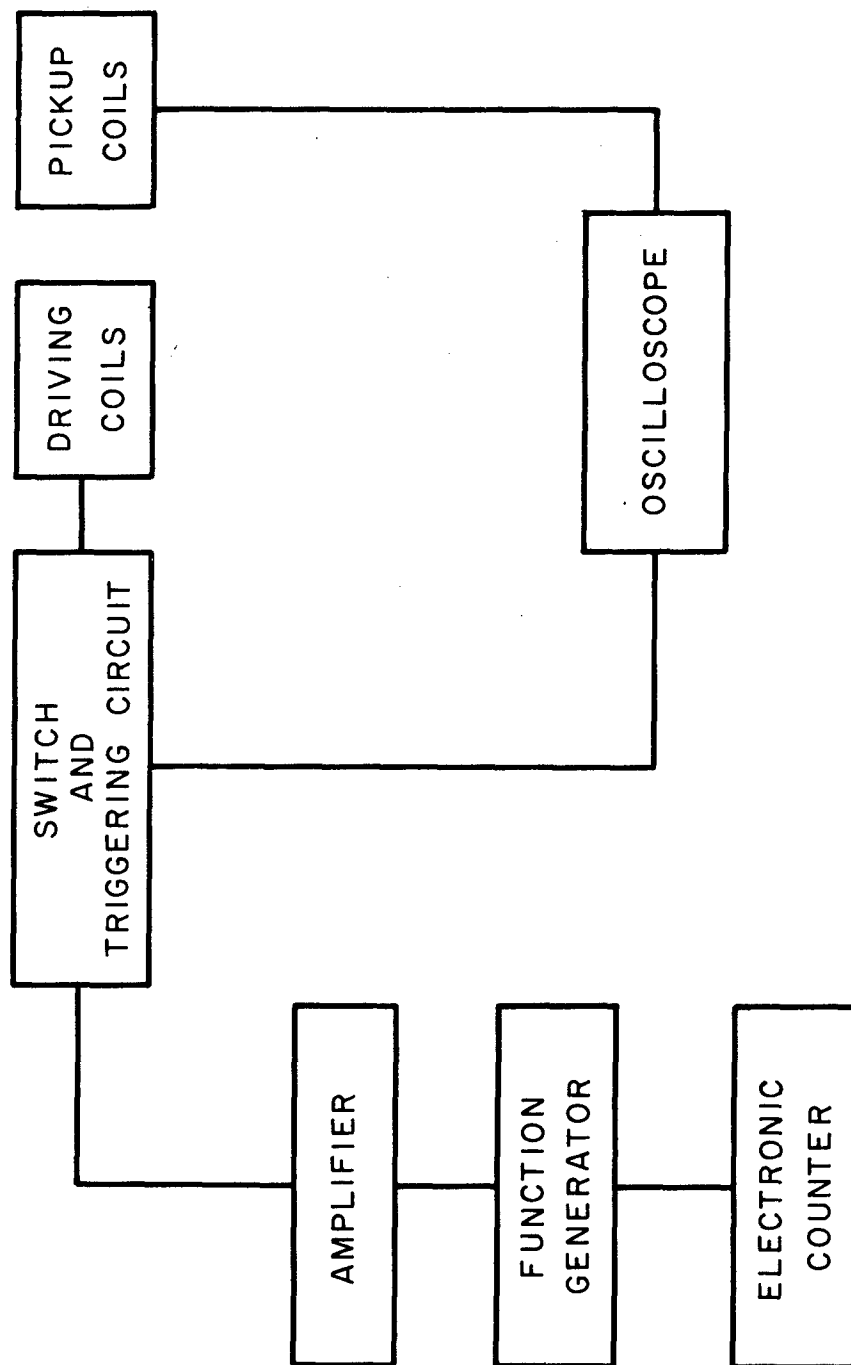 PICKUP
COILS
DRIVING
COILS
SWITCH
AND
TRIGGERING CIRCUIT
OSCILLOSCOPE
AMPLIFIER
FUNCTION
GENERATOR
ELECTRONIC
COUNTER